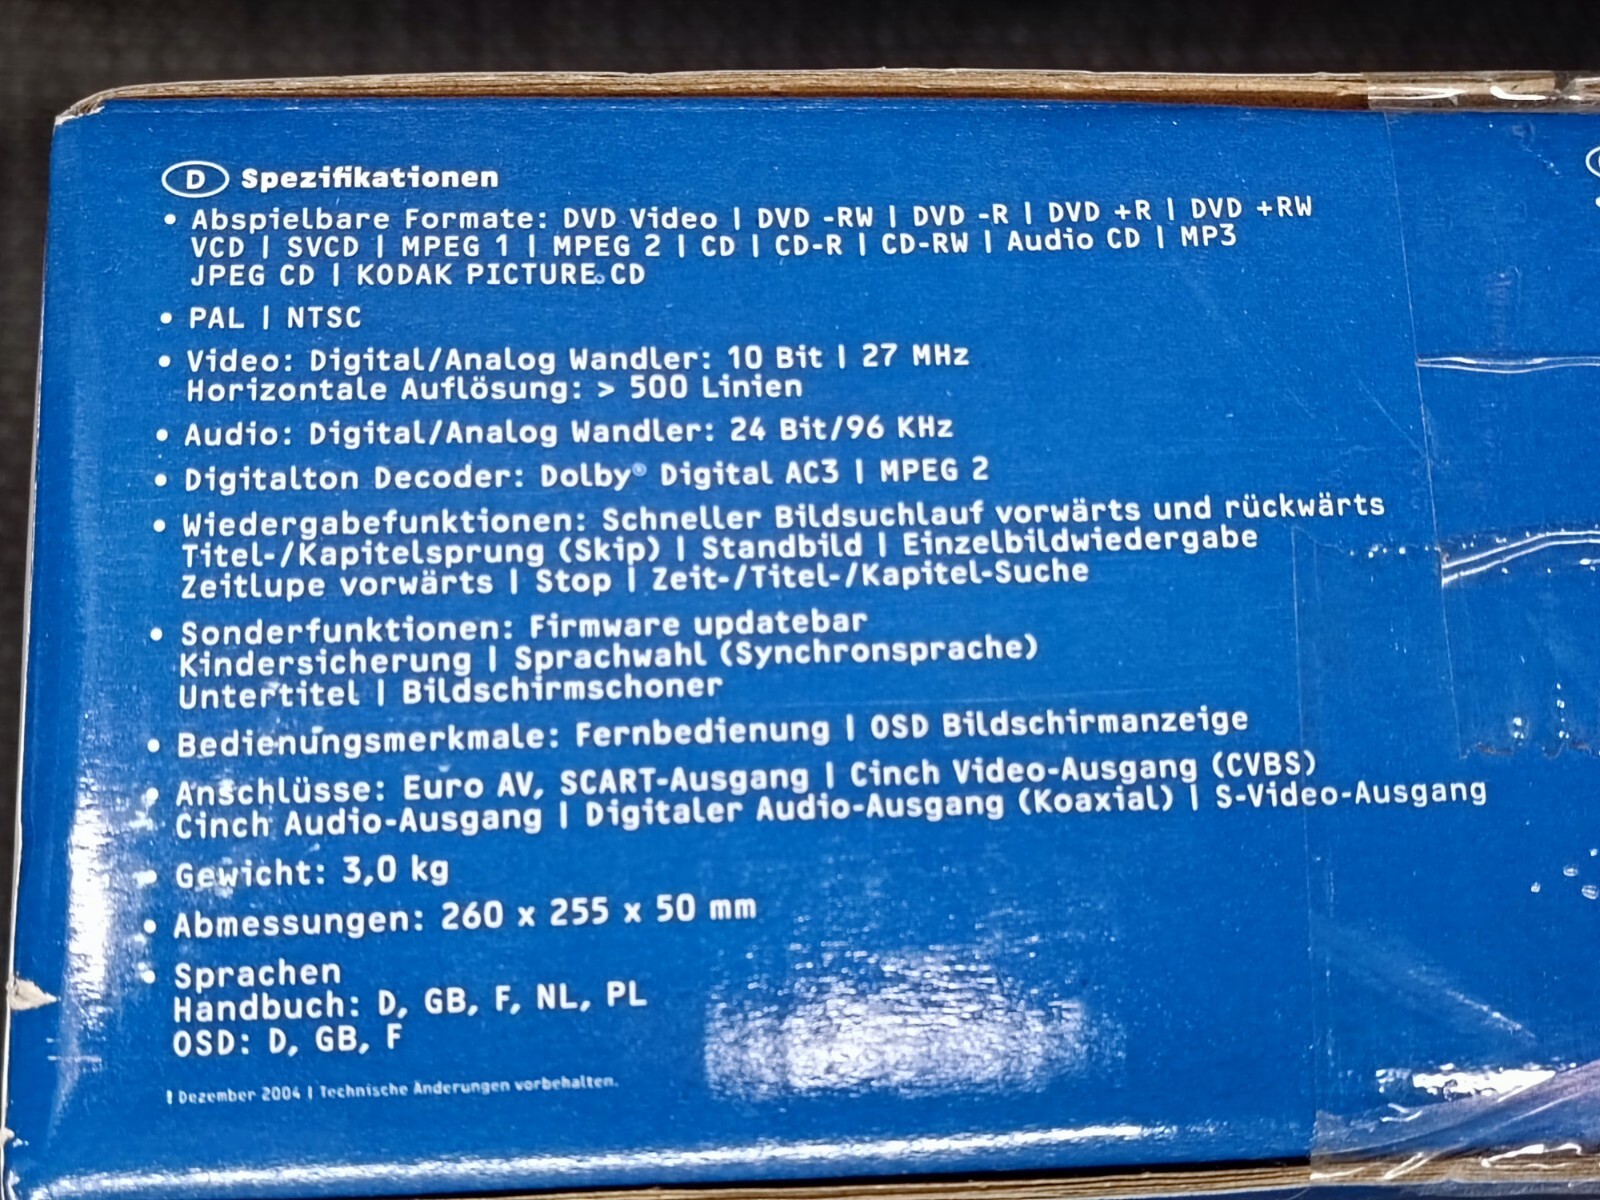 D Spezifikationen
• Abspielbare Formate: DVD Video | DVD -RW | DVD -R | DVD +R | DVD +RW
VCD | SVCD | MPEG 1 | MPEG 2 | CD | CD-R | CD-RW | Audio CD | MP3
JPEG CD | KODAK PICTURE CD
• PAL | NTSC
• Video: Digital/Analog Wandler: 10 Bit | 27 MHz
Horizontale Auflösung: > 500 Linien
• Audio: Digital/Analog Wandler: 24 Bit/96 KHz
• Digitalton Decoder: Dolby® Digital AC3 | MPEG 2
• Wiedergabefunktionen: Schneller Bildsuchlauf vorwärts und rückwärts
Titel-/Kapitelsprung (Skip) | Standbild | Einzelbildwiedergabe
Zeitlupe vorwärts | Stop | Zeit-/Titel-/Kapitel-Suche
• Sonderfunktionen: Firmware updatebar
Kindersicherung | Sprachwahl (Synchronsprache)
Untertitel | Bildschirmschoner
• Bedienungsmerkmale: Fernbedienung | OSD Bildschirmanzeige
• Anschlüsse: Euro AV, SCART-Ausgang | Cinch Video-Ausgang (CVBS)
Cinch Audio-Ausgang | Digitaler Audio-Ausgang (Koaxial) | S-Video-Ausgang
• Gewicht: 3,0 kg
• Abmessungen: 260 x 255 x 50 mm
• Sprachen
Handbuch: D, GB, F, NL, PL
OSD: D, GB, F
! Dezember 2004 | Technische Änderungen vorbehalten.